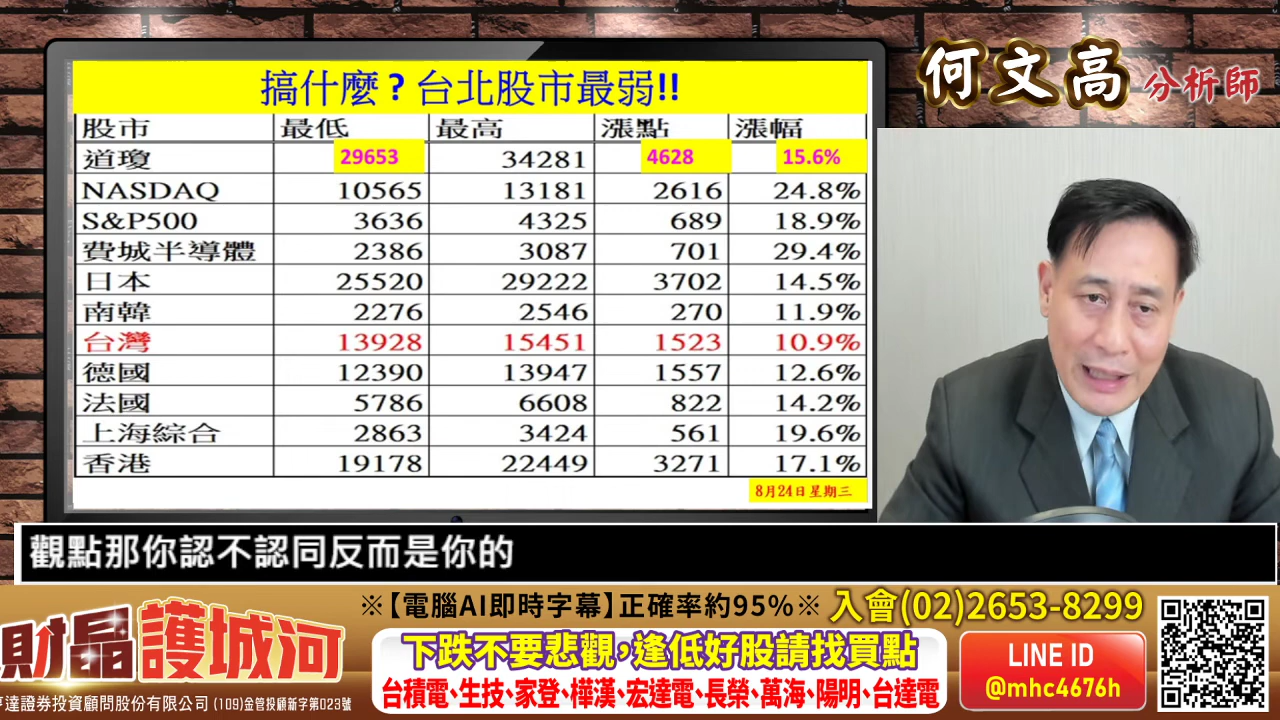 何文高 分析師
搞什麼?台北股市最弱!!
股市 最低 最高 漲點 漲幅
道瓊 29653 34281 4628 15.6%
NASDAQ 10565 13181 2616 24.8%
S&P500 3636 4325 689 18.9%
費城半導體 2386 3087 701 29.4%
日本 25520 29222 3702 14.5%
南韓 2276 2546 270 11.9%
台灣 13928 15451 1523 10.9%
德國 12390 13947 1557 12.6%
法國 5786 6608 822 14.2%
上海綜合 2863 3424 561 19.6%
香港 19178 22449 3271 17.1%
8月24日星期三
觀點那你認不認同反而是你的
※【電腦AI即時字幕】正確率約95%※ 入會(02)2653-8299
財晶護城河
下跌不要悲觀,逢低好股請找買點
台積電、生技、家登、樺漢、宏達電、長榮、萬海、陽明、台達電
LINE ID
@mhc4676h
達證券投資顧問股份有限公司(109)金管投顧新字第023號